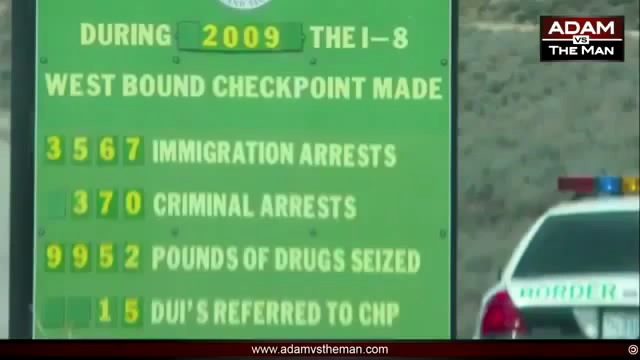 DURING 2009 THE I-8
WEST BOUND CHECKPOINT MADE
3567 IMMIGRATION ARRESTS
370 CRIMINAL ARRESTS
9952 POUNDS OF DRUGS SEIZED
15 DUI'S REFERRED TO CHP
ADAM
vs
THE MAN
BORDER
www.adamvstheman.com